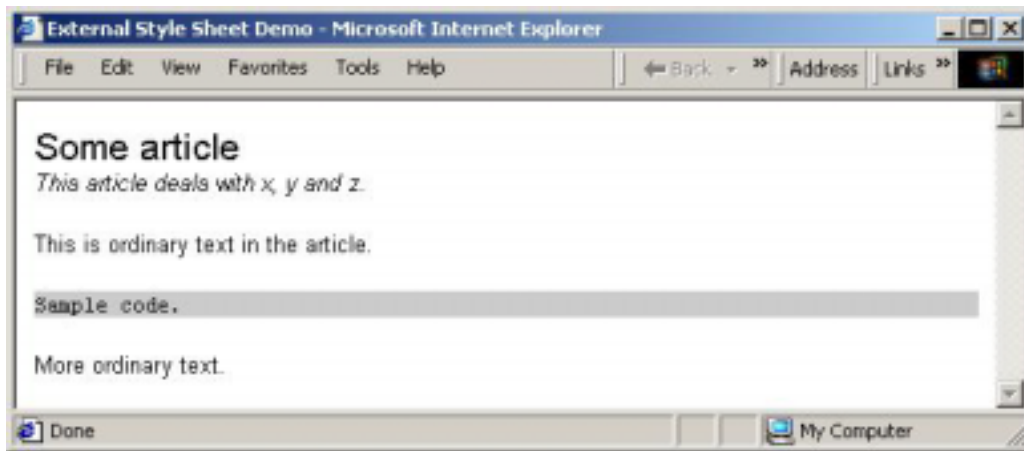 External Style Sheet Demo - Microsoft Internet Explorer
File Edit View Favorites Tools Help Back » Address Links »
Some article
This article deals with x, y and z.
This is ordinary text in the article.
Sample code.
More ordinary text.
Done My Computer